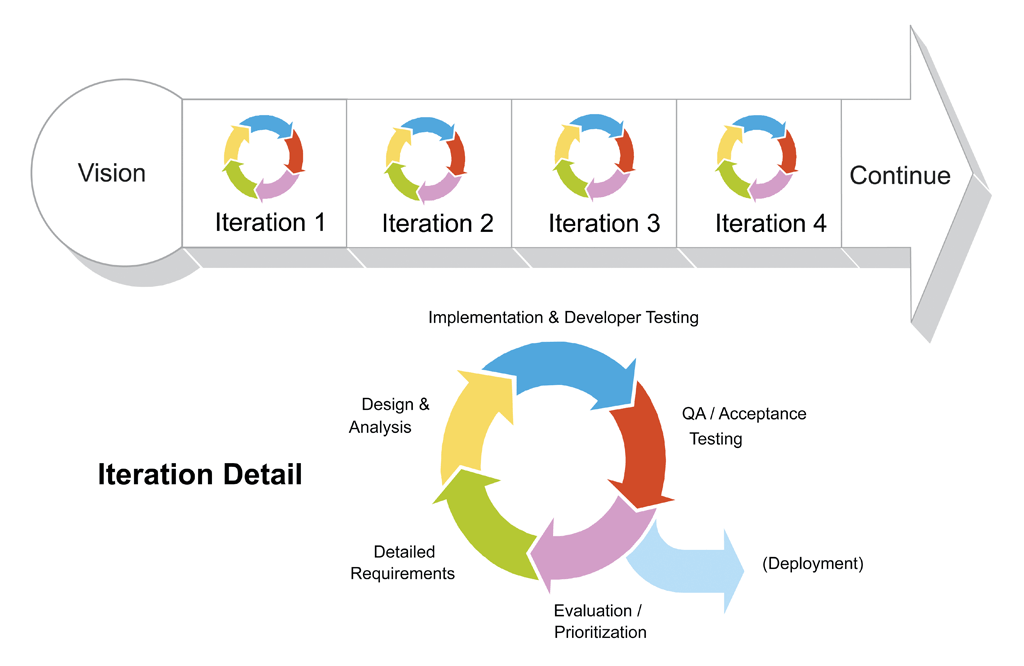 Vision
Iteration 1
Iteration 2
Iteration 3
Iteration 4
Continue
Implementation & Developer Testing
Design &
Analysis
QA / Acceptance
Testing
Iteration Detail
Detailed
Requirements
(Deployment)
Evaluation /
Prioritization